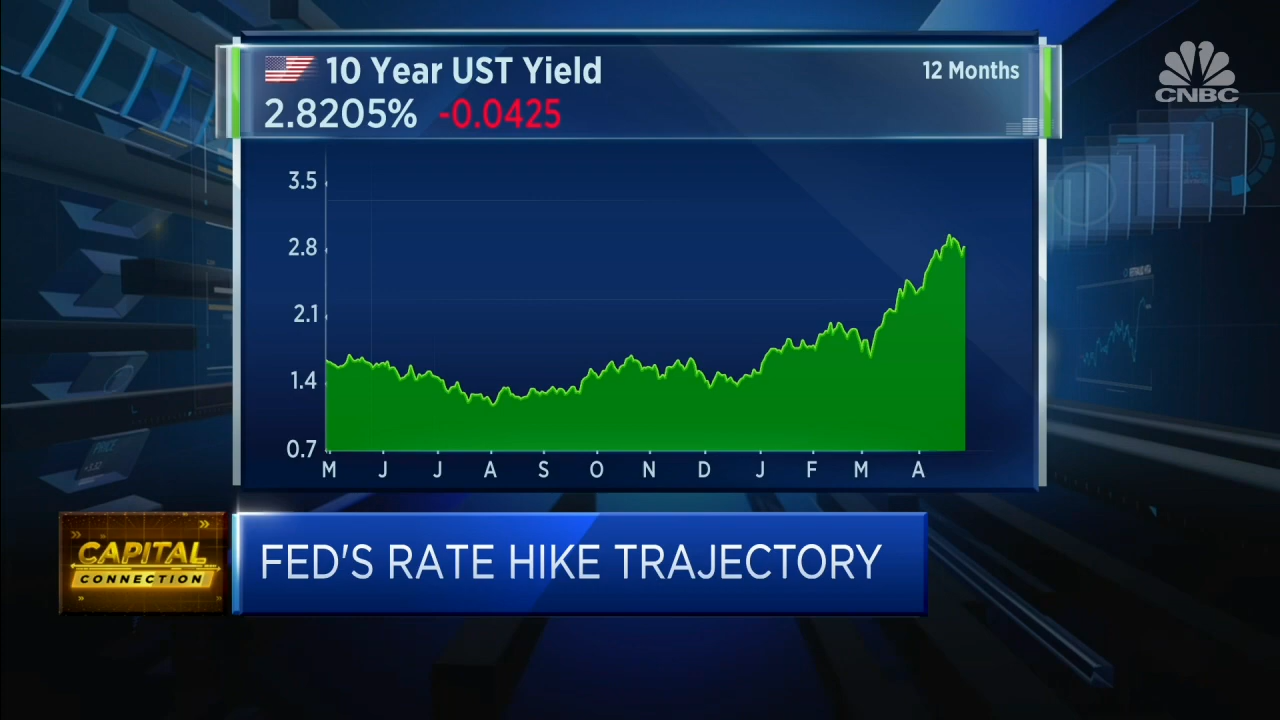 10 Year UST Yield
12 Months
2.8205% -0.0425
CNBC
3.5
2.8
2.1
1.4
0.7
M J J A S O N D J F M A
CAPITAL
CONNECTION
FED'S RATE HIKE TRAJECTORY
PRICE